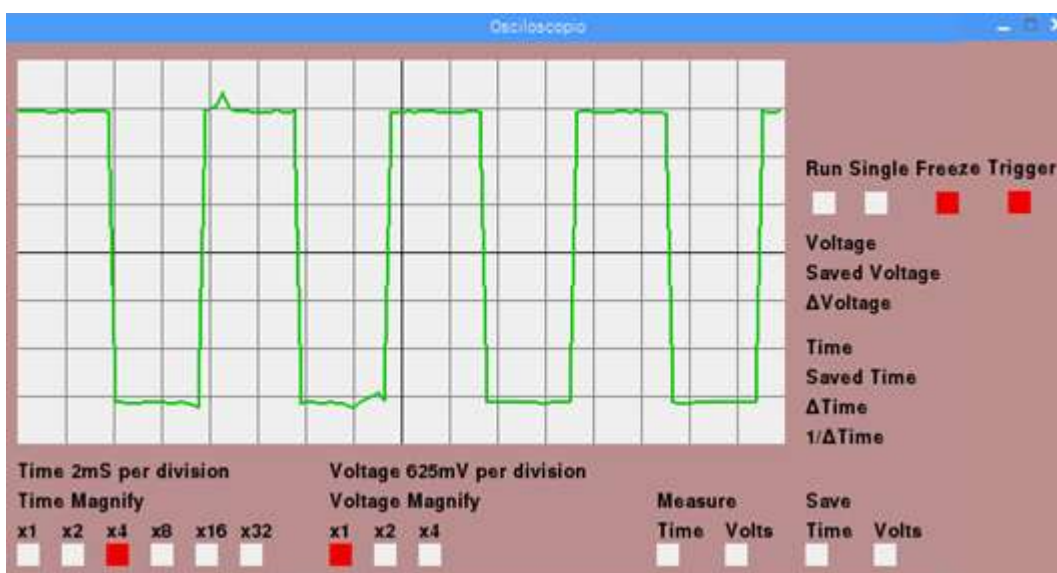 Osciloscopio
Run Single Freeze Trigger
Voltage
Saved Voltage
ΔVoltage
Time
Saved Time
ΔTime
1/ΔTime
Time 2mS per division
Voltage 625mV per division
Time Magnify
Voltage Magnify
Measure
Save
x1 x2 x4 x8 x16 x32
x1 x2 x4
Time Volts
Time Volts